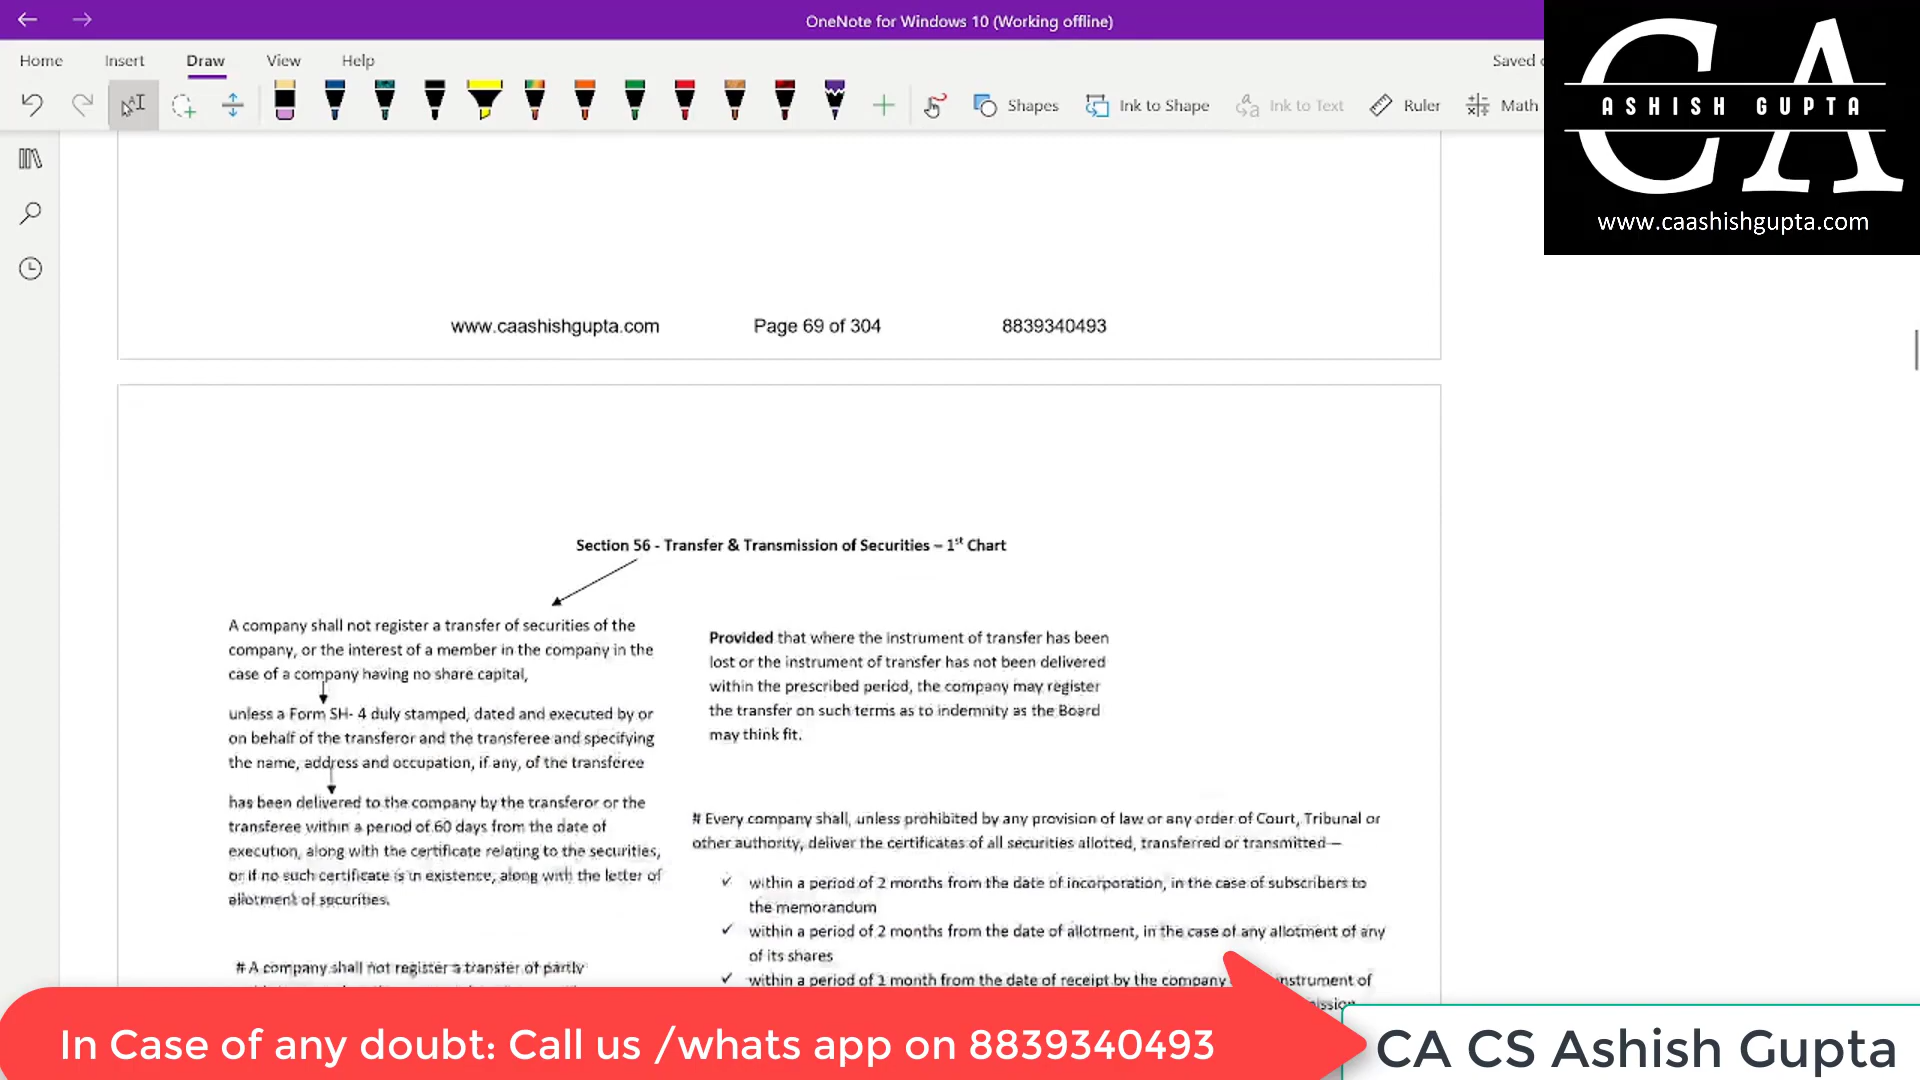 OneNote for Windows 10 (Working offline)
Home Insert Draw View Help
Saved
Shapes Ink to Shape Ink to Text Ruler Math
CA
ASHISH GUPTA
www.caashishgupta.com
www.caashishgupta.com Page 69 of 304 8839340493
Section 56 - Transfer & Transmission of Securities – 1st Chart
A company shall not register a transfer of securities of the
company, or the interest of a member in the company in the
case of a company having no share capital,
unless a Form SH- 4 duly stamped, dated and executed by or
on behalf of the transferor and the transferee and specifying
the name, address and occupation, if any, of the transferee
has been delivered to the company by the transferor or the
transferee within a period of 60 days from the date of
execution, along with the certificate relating to the securities,
or if no such certificate is in existence, along with the letter of
allotment of securities.
# A company shall not register a transfer of partly
Provided that where the instrument of transfer has been
lost or the instrument of transfer has not been delivered
within the prescribed period, the company may register
the transfer on such terms as to indemnity as the Board
may think fit.
# Every company shall, unless prohibited by any provision of law or any order of Court, Tribunal or
other authority, deliver the certificates of all securities allotted, transferred or transmitted—
✓ within a period of 2 months from the date of incorporation, in the case of subscribers to
the memorandum
✓ within a period of 2 months from the date of allotment, in the case of any allotment of any
of its shares
✓ within a period of 1 month from the date of receipt by the company
In Case of any doubt: Call us /whats app on 8839340493
CA CS Ashish Gupta